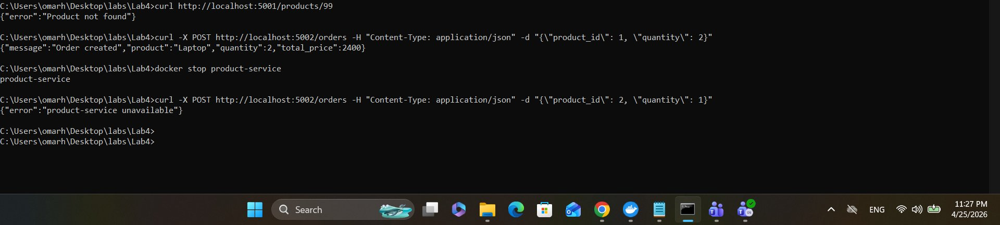 C:\Users\omarh\Desktop\labs\Lab4>curl http://localhost:5001/products/99
{"error":"Product not found"}
C:\Users\omarh\Desktop\labs\Lab4>curl -X POST http://localhost:5002/orders -H "Content-Type: application/json" -d "{\"product_id\": 1, \"quantity\": 2}"
{"message":"Order created","product":"Laptop","quantity":2,"total_price":2400}
C:\Users\omarh\Desktop\labs\Lab4>docker stop product-service
product-service
C:\Users\omarh\Desktop\labs\Lab4>curl -X POST http://localhost:5002/orders -H "Content-Type: application/json" -d "{\"product_id\": 2, \"quantity\": 1}"
{"error":"product-service unavailable"}
C:\Users\omarh\Desktop\labs\Lab4>
C:\Users\omarh\Desktop\labs\Lab4>
Search
ENG
11:27 PM
4/25/2026